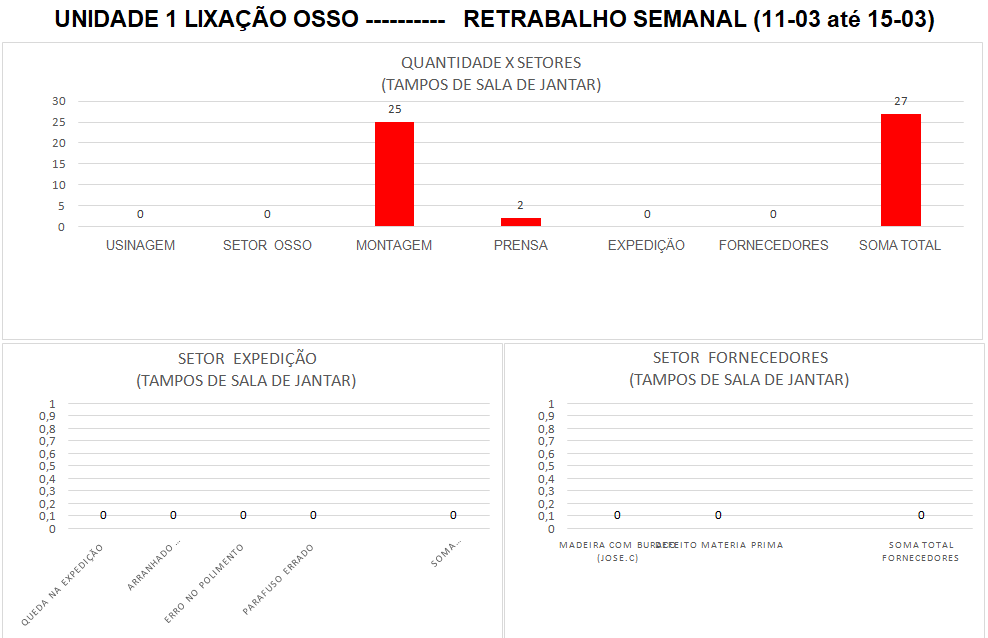 UNIDADE 1 LIXAÇÃO OSSO ---------- RETRABALHO SEMANAL (11-03 até 15-03)
QUANTIDADE X SETORES
(TAMPOS DE SALA DE JANTAR)
30
25
20
15
10
5
0
0
0
25
2
0
0
27
USINAGEM
SETOR OSSO
MONTAGEM
PRENSA
EXPEDIÇÃO
FORNECEDORES
SOMA TOTAL
SETOR EXPEDIÇÃO
(TAMPOS DE SALA DE JANTAR)
1
0,9
0,8
0,7
0,6
0,5
0,4
0,3
0,2
0,1
0
0
0
0
0
0
QUEDA NA EXPEDIÇÃO
ARRANHADO ...
ERRO NO POLIMENTO
PARAFUSO ERRADO
SOMA...
SETOR FORNECEDORES
(TAMPOS DE SALA DE JANTAR)
1
0,9
0,8
0,7
0,6
0,5
0,4
0,3
0,2
0,1
0
0
0
0
MADEIRA COM BURACO
(JOSE.C)
DEFEITO MATERIA PRIMA
SOMA TOTAL
FORNECEDORES